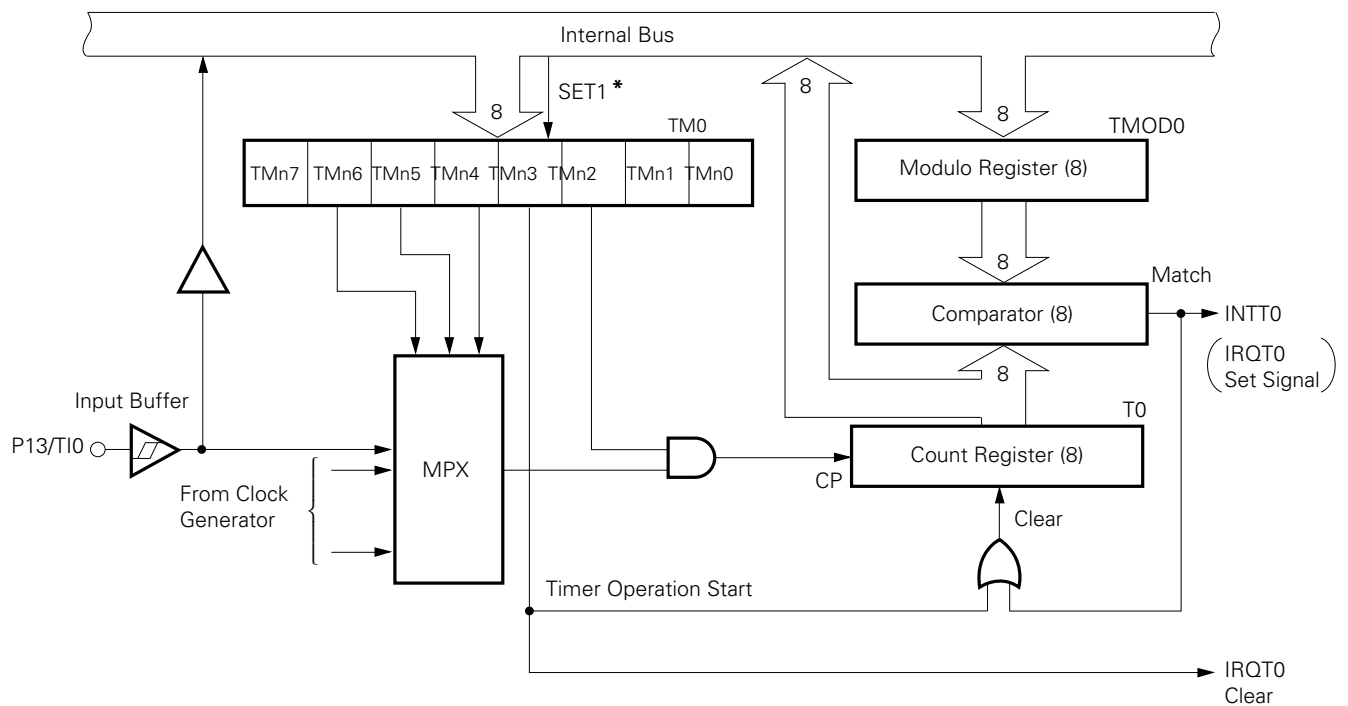 Internal Bus
8
SET1 *
8
8
TM0
TMOD0
TMn7 TMn6 TMn5 TMn4 TMn3 TMn2 TMn1 TMn0
Modulo Register (8)
8
Match
Comparator (8)
INTT0
(IRQT0
Set Signal)
8
Input Buffer
T0
P13/TI0
MPX
Count Register (8)
CP
From Clock
Generator
Clear
Timer Operation Start
IRQT0
Clear